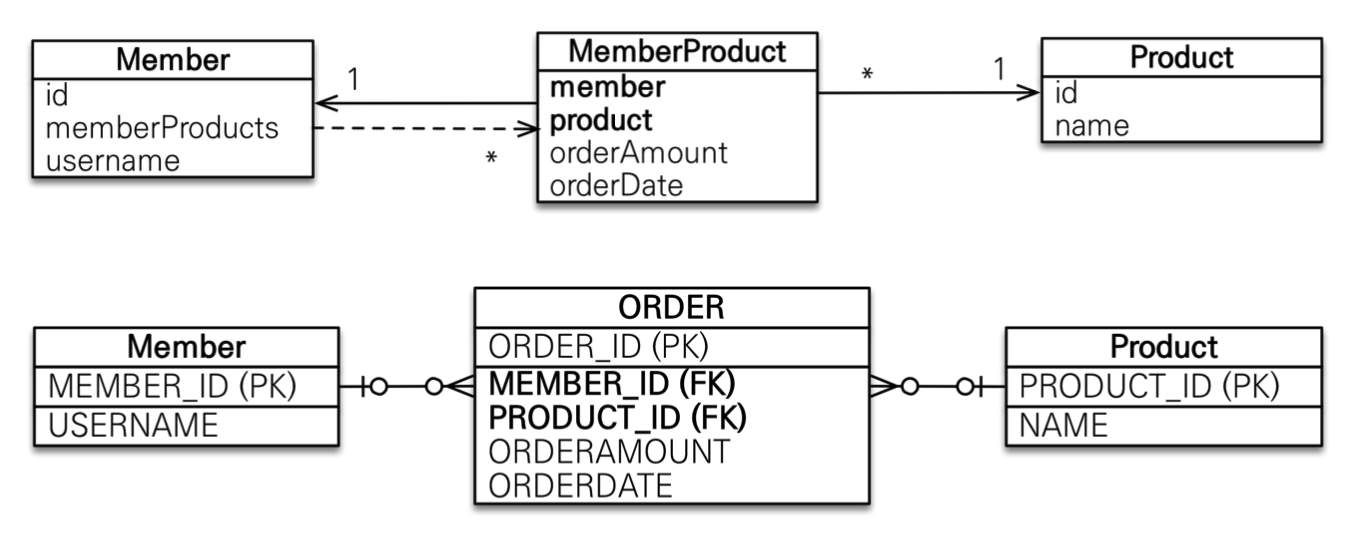 Member
id
memberProducts
username
1
*
MemberProduct
member
product
orderAmount
orderDate
*
1
Product
id
name
Member
MEMBER_ID (PK)
USERNAME
ORDER
ORDER_ID (PK)
MEMBER_ID (FK)
PRODUCT_ID (FK)
ORDERAMOUNT
ORDERDATE
Product
PRODUCT_ID (PK)
NAME